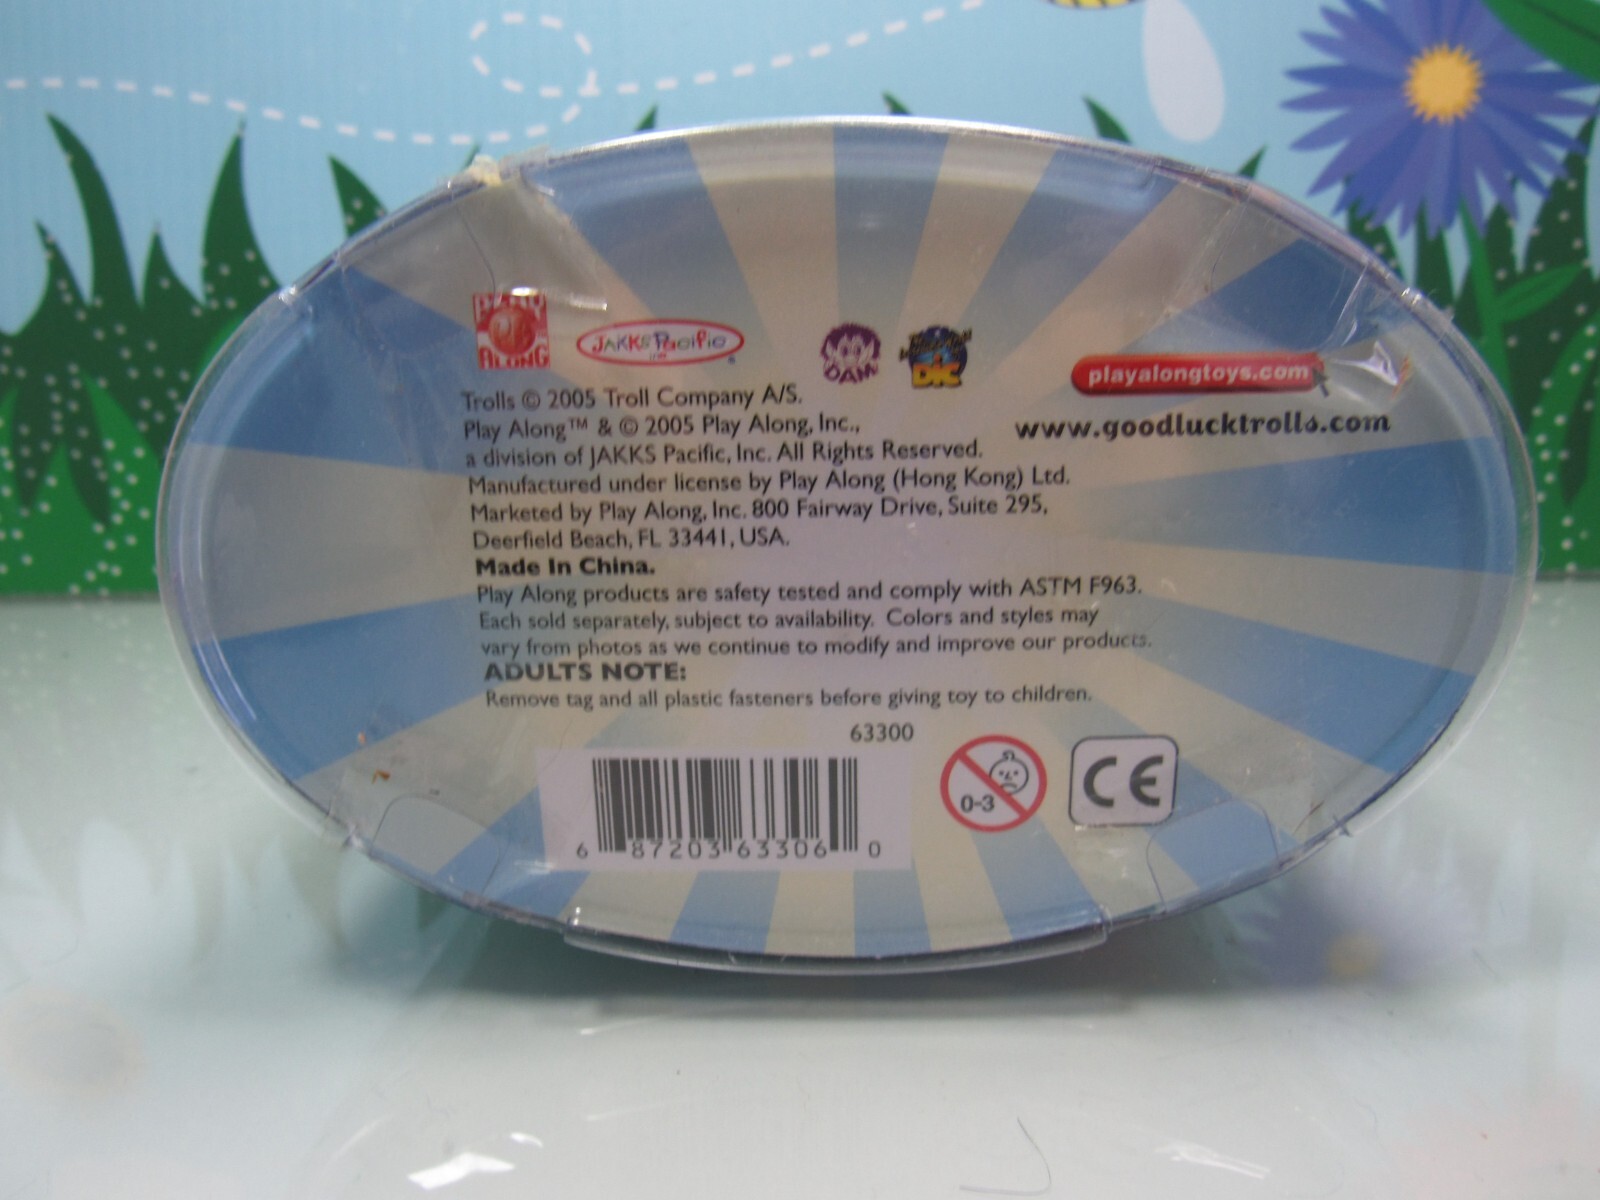 PLAY ALONG
JAKKS Pacific
DAM
DIC
playalongtoys.com
www.goodlucktrolls.com
Trolls © 2005 Troll Company A/S.
Play Along™ & © 2005 Play Along, Inc.,
a division of JAKKS Pacific, Inc. All Rights Reserved.
Manufactured under license by Play Along (Hong Kong) Ltd.
Marketed by Play Along, Inc. 800 Fairway Drive, Suite 295,
Deerfield Beach, FL 33441, USA.
Made In China.
Play Along products are safety tested and comply with ASTM F963.
Each sold separately, subject to availability. Colors and styles may
vary from photos as we continue to modify and improve our products.
ADULTS NOTE:
Remove tag and all plastic fasteners before giving toy to children.
63300
0-3
CE
6 87203 63306 0